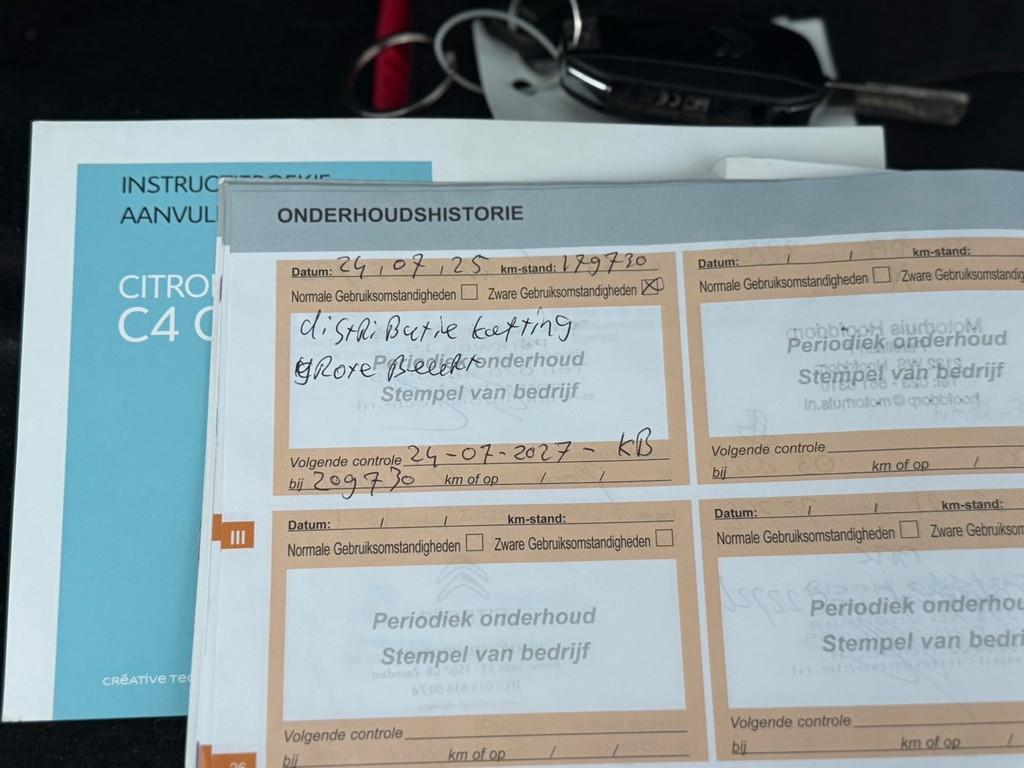 INSTRUC
AANVUL
CITRO
C4 C
CRÉATIVE TEC
ONDERHOUDSHISTORIE
Datum: 24,07,25 km-stand: 179730
Normale Gebruiksomstandigheden Zware Gebruiksomstandigheden
distributie ketting
grote Beurt
Periodiek onderhoud
Stempel van bedrijf
Volgende controle 24-07-2027 - KB
bij 209730 km of op / /
Datum: / / km-stand:
Normale Gebruiksomstandigheden Zware Gebruiksomstandig
Periodiek onderhoud
Stempel van bedrijf
Volgende controle
bij km of op /
III
Datum: / / km-stand:
Normale Gebruiksomstandigheden Zware Gebruiksomstandigheden
Periodiek onderhoud
Stempel van bedrijf
Volgende controle
bij km of op / /
Datum: / / km-stand:
Normale Gebruiksomstandigheden Zware Gebruiksom
Periodiek onderhou
Stempel van bedri
Volgende controle
bij km of op /
26